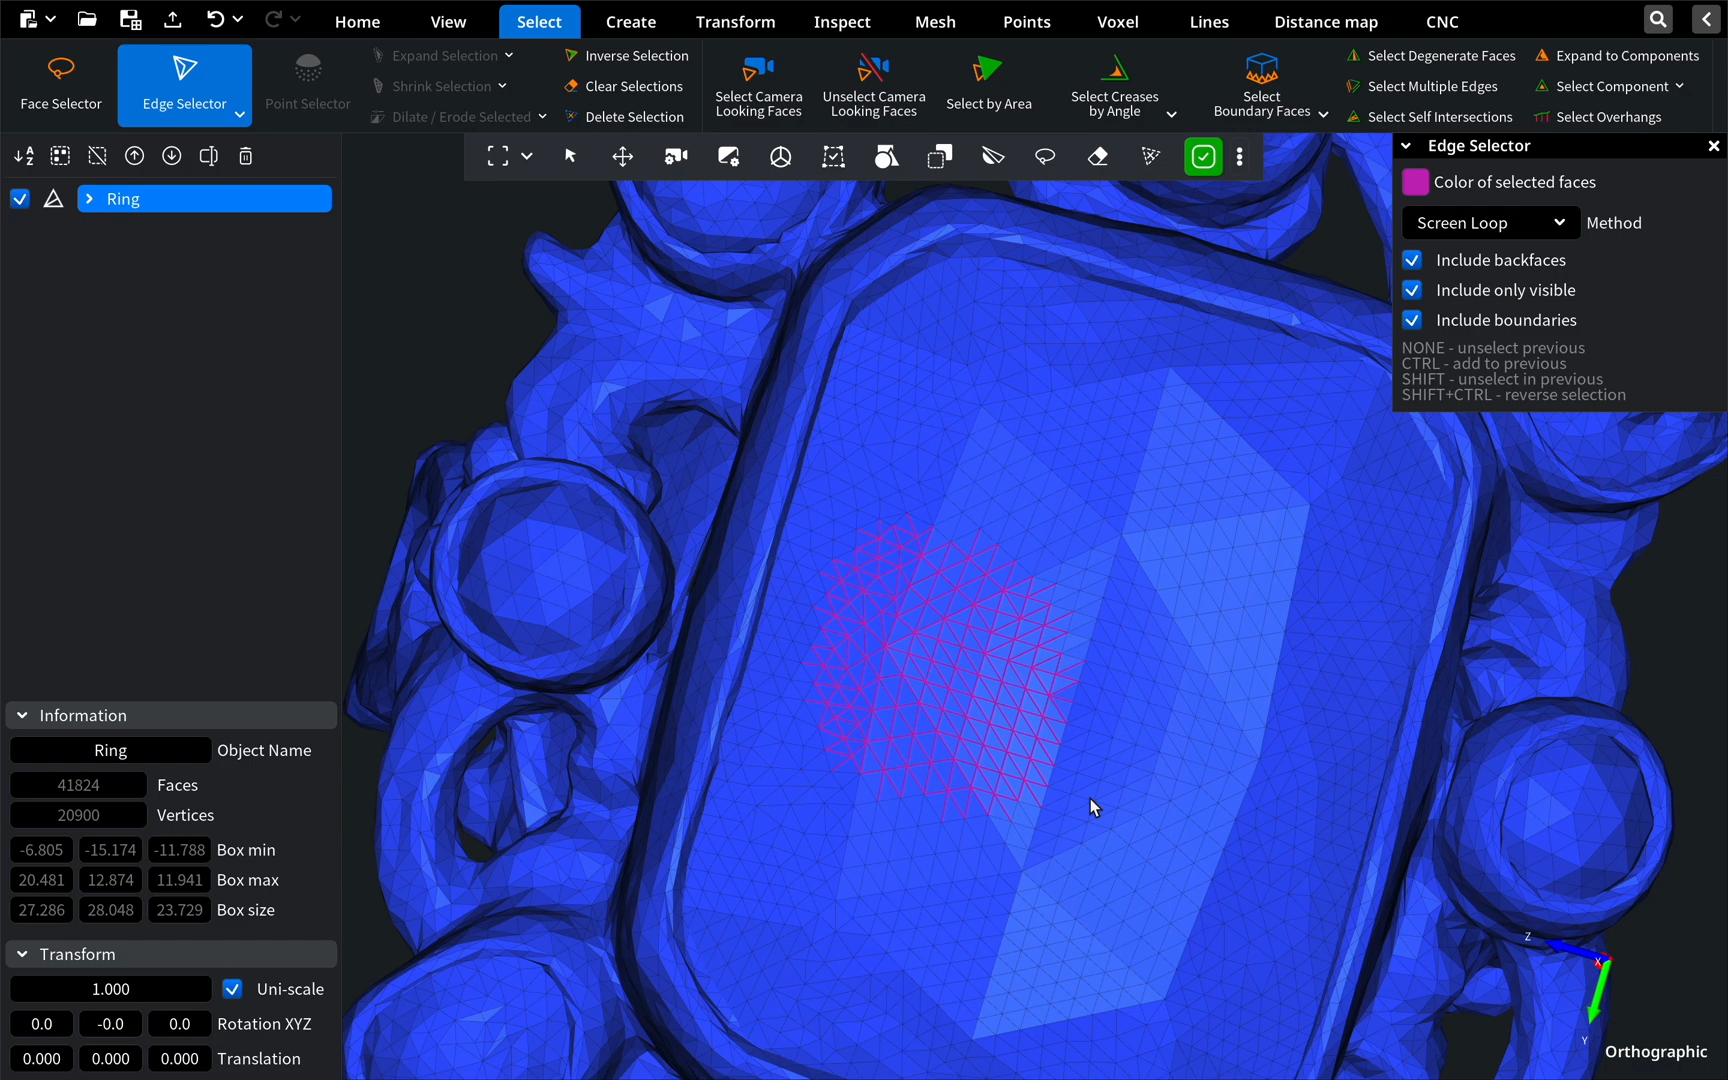 Home
View
Select
Create
Transform
Inspect
Mesh
Points
Voxel
Lines
Distance map
CNC
Face Selector
Edge Selector
Point Selector
Expand Selection
Shrink Selection
Dilate / Erode Selected
Inverse Selection
Clear Selections
Delete Selection
Select Camera
Looking Faces
Unselect Camera
Looking Faces
Select by Area
Select Creases
by Angle
Select
Boundary Faces
Select Degenerate Faces
Select Multiple Edges
Select Self Intersections
Expand to Components
Select Component
Select Overhangs
A
Z
Ring
Edge Selector
Color of selected faces
Screen Loop Method
Include backfaces
Include only visible
Include boundaries
NONE - unselect previous
CTRL - add to previous
SHIFT - unselect in previous
SHIFT+CTRL - reverse selection
Information
Ring Object Name
41824 Faces
20900 Vertices
-6.805 -15.174 -11.788 Box min
20.481 12.874 11.941 Box max
27.286 28.048 23.729 Box size
Transform
1.000 Uni-scale
0.0 -0.0 0.0 Rotation XYZ
0.000 0.000 0.000 Translation
Z
X
Y
Orthographic